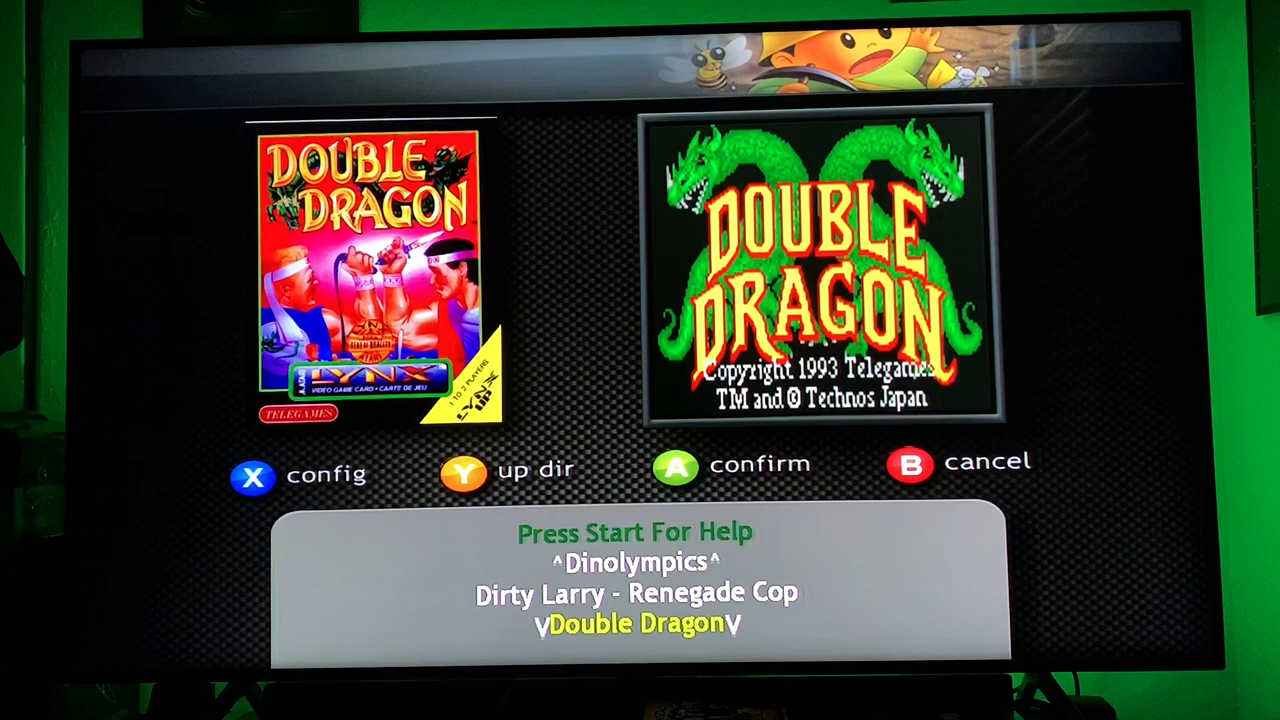 DOUBLE
DRAGON
LYNX
VIDEO GAME CARD • CARTE DE JEU
TELEGAMES
1 TO 2 PLAYERS
LYNX
UP
DOUBLE
DRAGON
Copyright 1993 Telegames
TM and ® Technos Japan
X config
Y up dir
A confirm
B cancel
Press Start For Help
^Dinolympics^
Dirty Larry - Renegade Cop
VDouble DragonV